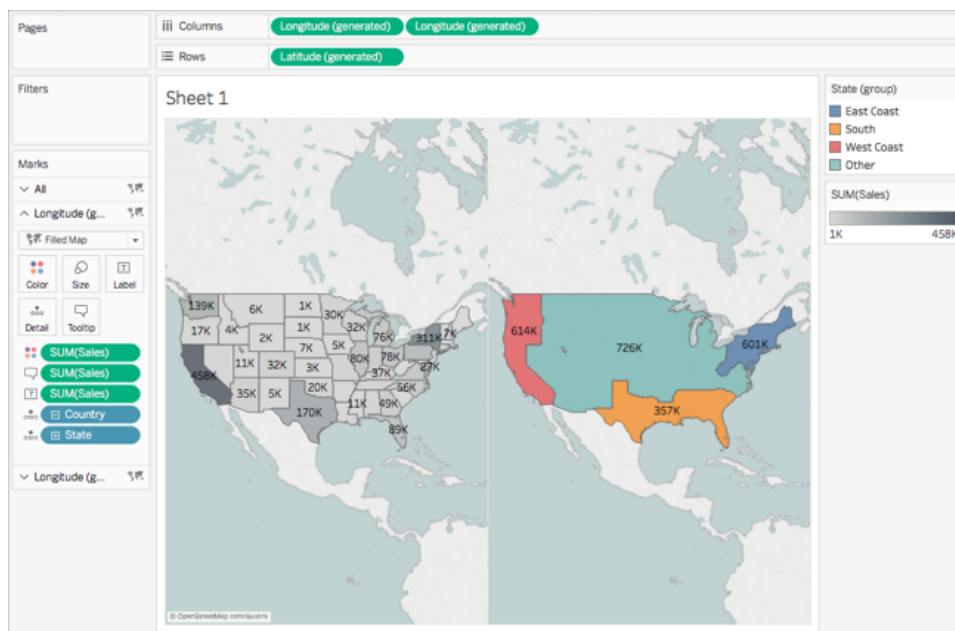 Pages
Columns
Longitude (generated)
Longitude (generated)
Rows
Latitude (generated)
Filters
Marks
All
Longitude (g...
Filled Map
Color
Size
Label
Detail
Tooltip
SUM(Sales)
SUM(Sales)
SUM(Sales)
Country
State
Longitude (g...
Sheet 1
139K
6K
1K
30K
17K
4K
2K
1K
32K
76K
311K
7K
5K
7K
458K
11K
32K
3K
80K
78K
37K
27K
35K
5K
20K
56K
170K
11K
49K
89K
© OpenStreetMap contributors
614K
726K
601K
357K
State (group)
East Coast
South
West Coast
Other
SUM(Sales)
1K
458K